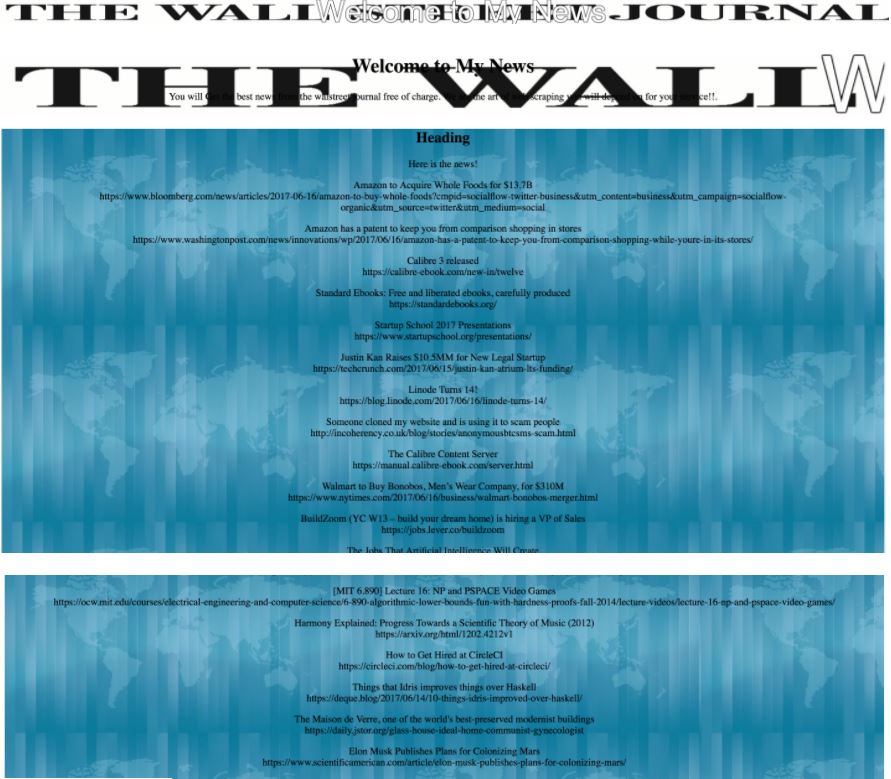 THE WALL STREET JOURNAL
Welcome to My News
Welcome to My News
THE WALL
W
You will Get the best news from the walstreet journal free of charge. We use the art of web scraping you will depend on for your service!!.
Heading
Here is the news!
Amazon to Acquire Whole Foods for $13.7B
https://www.bloomberg.com/news/articles/2017-06-16/amazon-to-buy-whole-foods?cmpid=socialflow-twitter-business&utm_content=business&utm_campaign=socialflow-
organic&utm_source=twitter&utm_medium=social
Amazon has a patent to keep you from comparison shopping in stores
https://www.washingtonpost.com/news/innovations/wp/2017/06/16/amazon-has-a-patent-to-keep-you-from-comparison-shopping-while-youre-in-its-stores/
Calibre 3 released
https://calibre-ebook.com/new-in/twelve
Standard Ebooks: Free and liberated ebooks, carefully produced
https://standardebooks.org/
Startup School 2017 Presentations
https://www.startupschool.org/presentations/
Justin Kan Raises $10.5MM for New Legal Startup
https://techcrunch.com/2017/06/15/justin-kan-atrium-lts-funding/
Linode Turns 14!
https://blog.linode.com/2017/06/16/linode-turns-14/
Someone cloned my website and is using it to scam people
http://incoherency.co.uk/blog/stories/anonymousbtcsms-scam.html
The Calibre Content Server
https://manual.calibre-ebook.com/server.html
Walmart to Buy Bonobos, Men's Wear Company, for $310M
https://www.nytimes.com/2017/06/16/business/walmart-bonobos-merger.html
BuildZoom (YC W13 – build your dream home) is hiring a VP of Sales
https://jobs.lever.co/buildzoom
The Jobs That Artificial Intelligence Will Create
[MIT 6.890] Lecture 16: NP and PSPACE Video Games
https://ocw.mit.edu/courses/electrical-engineering-and-computer-science/6-890-algorithmic-lower-bounds-fun-with-hardness-proofs-fall-2014/lecture-videos/lecture-16-np-and-pspace-video-games/
Harmony Explained: Progress Towards a Scientific Theory of Music (2012)
https://arxiv.org/html/1202.4212v1
How to Get Hired at CircleCI
https://circleci.com/blog/how-to-get-hired-at-circleci/
Things that Idris improves things over Haskell
https://deque.blog/2017/06/14/10-things-idris-improved-over-haskell/
The Maison de Verre, one of the world's best-preserved modernist buildings
https://daily.jstor.org/glass-house-ideal-home-communist-gynecologist
Elon Musk Publishes Plans for Colonizing Mars
https://www.scientificamerican.com/article/elon-musk-publishes-plans-for-colonizing-mars/